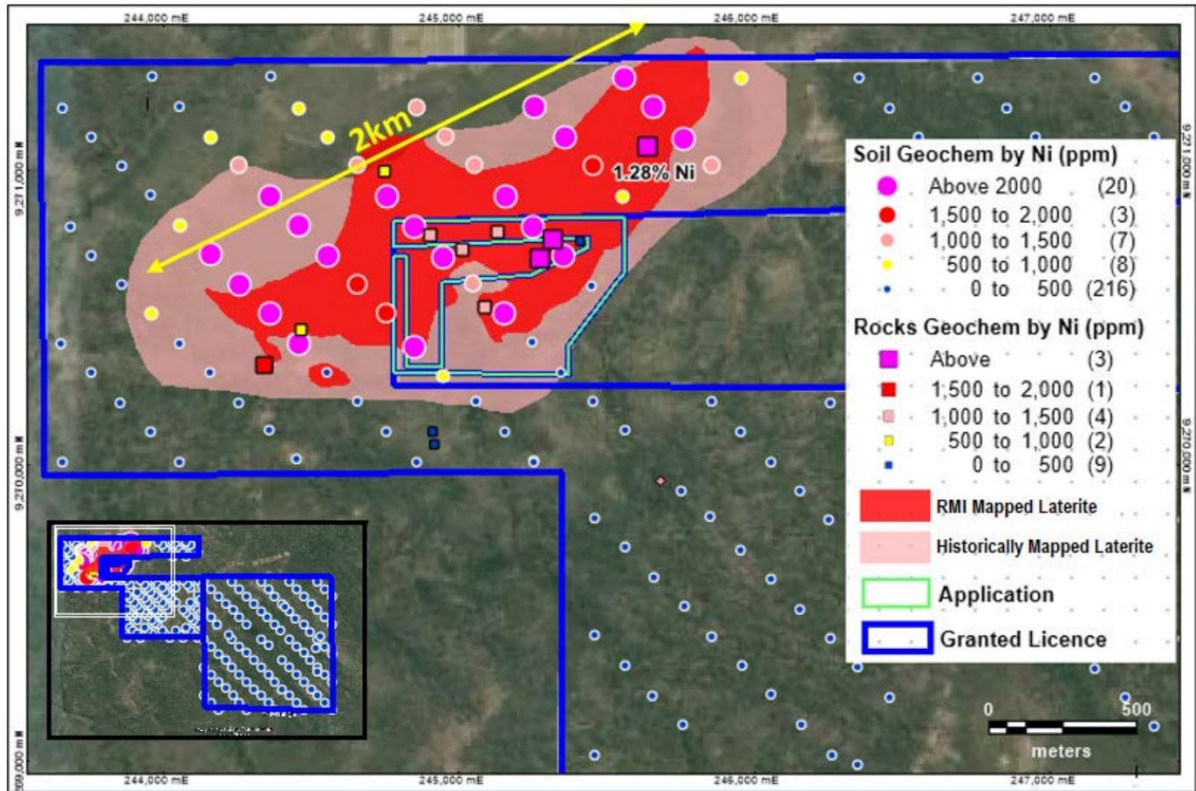 244,000 mE 245,000 mE 246,000 mE 247,000 mE
2km
1.28% Ni
9,271,000 mN
9,271,000 mN
9,270,000 mN
9,270,000 mN
269,000 mN
Soil Geochem by Ni (ppm)
Above 2000 (20)
1,500 to 2,000 (3)
1,000 to 1,500 (7)
500 to 1,000 (8)
0 to 500 (216)
Rocks Geochem by Ni (ppm)
Above (3)
1,500 to 2,000 (1)
1,000 to 1,500 (4)
500 to 1,000 (2)
0 to 500 (9)
RMI Mapped Laterite
Historically Mapped Laterite
Application
Granted Licence
0 500
meters
244,000 mE 245,000 mE 246,000 mE 247,000 mE